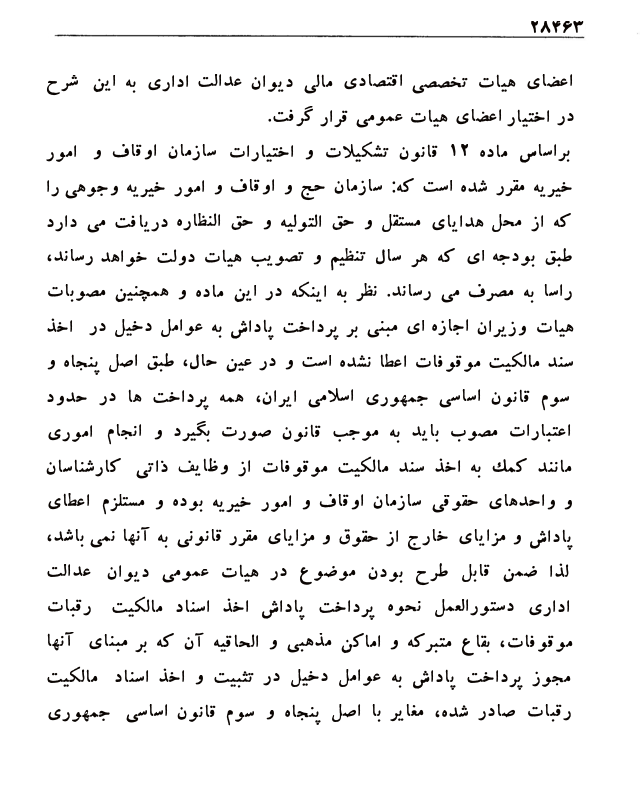 ۲۸۴۶۳
اعضای هیات تخصصی اقتصادی مالی دیوان عدالت اداری به این شرح
در اختیار اعضای هیات عمومی قرار گرفت.
براساس ماده ۱۲ قانون تشکیلات و اختیارات سازمان اوقاف و امور
خیریه مقرر شده است که: سازمان حج و اوقاف و امور خیریه وجوهی را
که از محل هدایای مستقل و حق التولیه و حق النظاره دریافت می دارد
طبق بودجه ای که هر سال تنظیم و تصویب هیات دولت خواهد رساند،
راسا به مصرف می رساند. نظر به اینکه در این ماده و همچنین مصوبات
هیات وزیران اجازه ای مبنی بر پرداخت پاداش به عوامل دخیل در اخذ
سند مالکیت موقوفات اعطا نشده است و در عین حال، طبق اصل پنجاه و
سوم قانون اساسی جمهوری اسلامی ایران، همه پرداخت ها در حدود
اعتبارات مصوب باید به موجب قانون صورت بگیرد و انجام اموری
مانند کمك به اخذ سند مالکیت موقوفات از وظایف ذاتی کارشناسان
و واحدهای حقوقی سازمان اوقاف و امور خیریه بوده و مستلزم اعطای
پاداش و مزایای خارج از حقوق و مزایای مقرر قانونی به آنها نمی باشد،
لذا ضمن قابل طرح بودن موضوع در هیات عمومی دیوان عدالت
اداری دستورالعمل نحوه پرداخت پاداش اخذ اسناد مالکیت رقبات
موقوفات، بقاع متبرکه و اماکن مذهبی و الحاقیه آن که بر مبنای آنها
مجوز پرداخت پاداش به عوامل دخیل در تثبیت و اخذ اسناد مالکیت
رقبات صادر شده، مغایر با اصل پنجاه و سوم قانون اساسی جمهوری